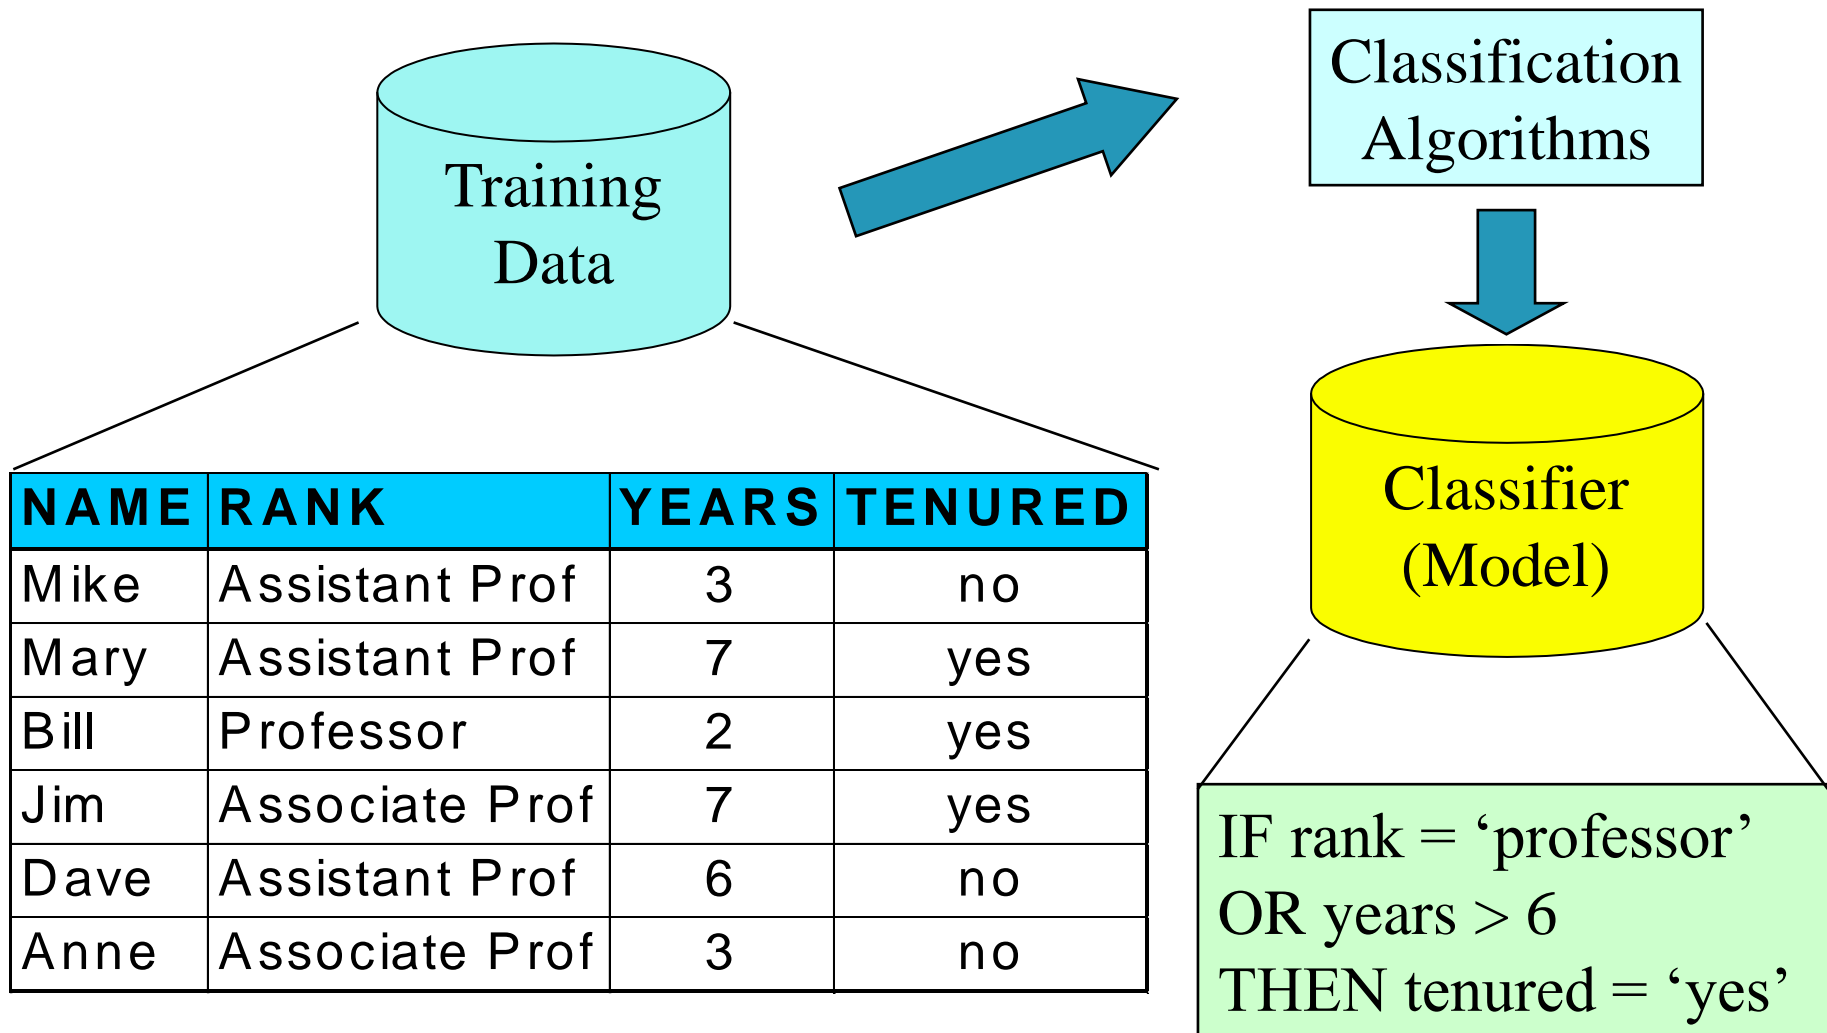 Training
Data
Classification
Algorithms
NAME RANK YEARS TENURED
Mike Assistant Prof 3 no
Mary Assistant Prof 7 yes
Bill Professor 2 yes
Jim Associate Prof 7 yes
Dave Assistant Prof 6 no
Anne Associate Prof 3 no
Classifier
(Model)
IF rank = ‘professor’
OR years > 6
THEN tenured = ‘yes’